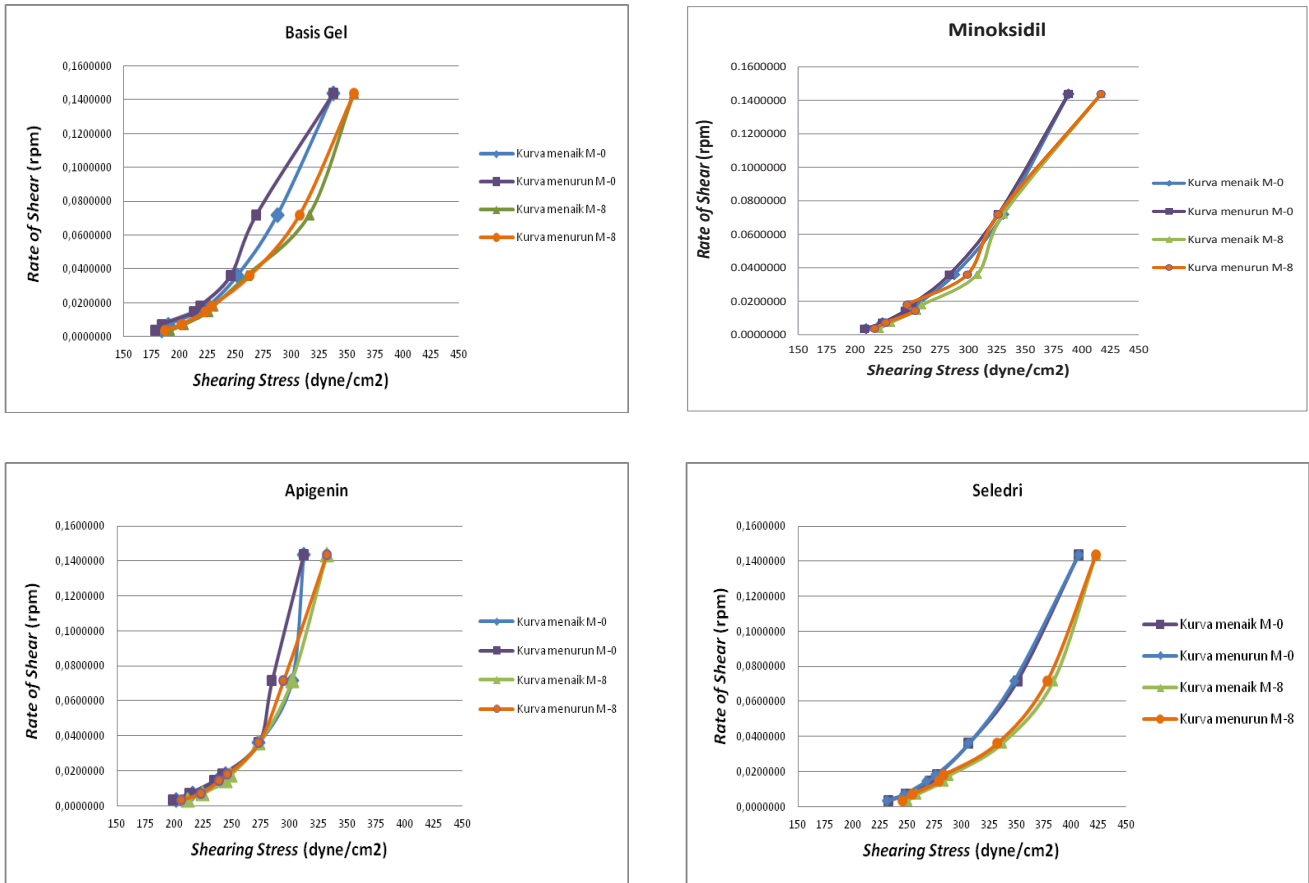 Basis Gel
0,1600000
0,1400000
0,1200000
0,1000000
0,0800000
0,0600000
0,0400000
0,0200000
0,0000000
Rate of Shear (rpm)
150 175 200 225 250 275 300 325 350 375 400 425 450
Shearing Stress (dyne/cm2)
Kurva menaik M-0
Kurva menurun M-0
Kurva menaik M-8
Kurva menurun M-8
Minoksidil
0.1600000
0.1400000
0.1200000
0.1000000
0.0800000
0.0600000
0.0400000
0.0200000
0.0000000
Rate of Shear (rpm)
150 175 200 225 250 275 300 325 350 375 400 425 450
Shearing Stress (dyne/cm2)
Kurva menaik M-0
Kurva menurun M-0
Kurva menaik M-8
Kurva menurun M-8
Apigenin
0,1600000
0,1400000
0,1200000
0,1000000
0,0800000
0,0600000
0,0400000
0,0200000
0,0000000
Rate of Shear (rpm)
150 175 200 225 250 275 300 325 350 375 400 425 450
Shearing Stress (dyne/cm2)
Kurva menaik M-0
Kurva menurun M-0
Kurva menaik M-8
Kurva menurun M-8
Seledri
0,1600000
0,1400000
0,1200000
0,1000000
0,0800000
0,0600000
0,0400000
0,0200000
0,0000000
Rate of Shear (rpm)
150 175 200 225 250 275 300 325 350 375 400 425 450
Shearing Stress (dyne/cm2)
Kurva menaik M-0
Kurva menurun M-0
Kurva menaik M-8
Kurva menurun M-8